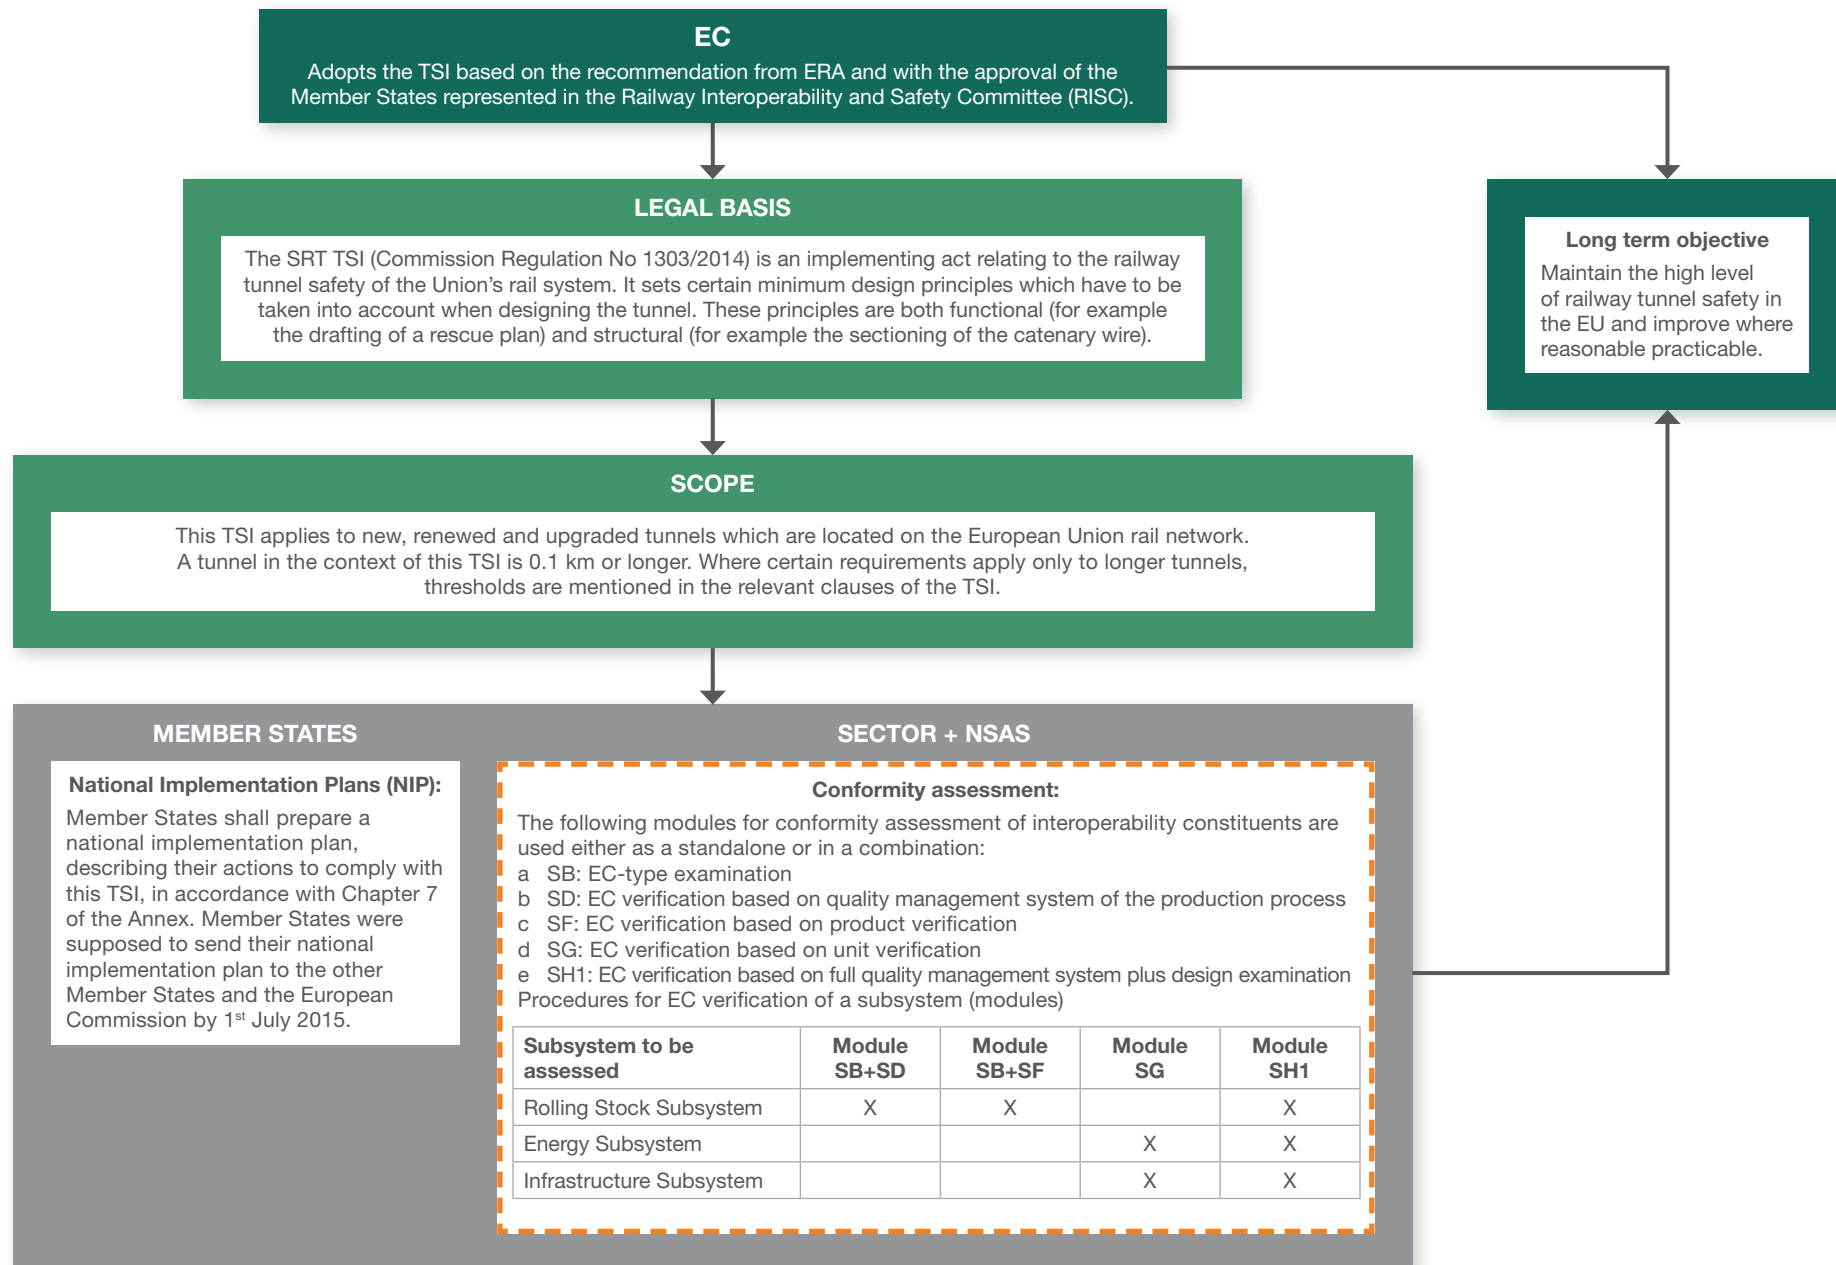 EC
Adopts the TSI based on the recommendation from ERA and with the approval of the
Member States represented in the Railway Interoperability and Safety Committee (RISC).
LEGAL BASIS
The SRT TSI (Commission Regulation No 1303/2014) is an implementing act relating to the railway
tunnel safety of the Union’s rail system. It sets certain minimum design principles which have to be
taken into account when designing the tunnel. These principles are both functional (for example
the drafting of a rescue plan) and structural (for example the sectioning of the catenary wire).
Long term objective
Maintain the high level
of railway tunnel safety in
the EU and improve where
reasonable practicable.
SCOPE
This TSI applies to new, renewed and upgraded tunnels which are located on the European Union rail network.
A tunnel in the context of this TSI is 0.1 km or longer. Where certain requirements apply only to longer tunnels,
thresholds are mentioned in the relevant clauses of the TSI.
MEMBER STATES
National Implementation Plans (NIP):
Member States shall prepare a
national implementation plan,
describing their actions to comply with
this TSI, in accordance with Chapter 7
of the Annex. Member States were
supposed to send their national
implementation plan to the other
Member States and the European
Commission by 1st July 2015.
SECTOR + NSAS
Conformity assessment:
The following modules for conformity assessment of interoperability constituents are
used either as a standalone or in a combination:
a SB: EC-type examination
b SD: EC verification based on quality management system of the production process
c SF: EC verification based on product verification
d SG: EC verification based on unit verification
e SH1: EC verification based on full quality management system plus design examination
Procedures for EC verification of a subsystem (modules)
Subsystem to be assessed Module SB+SD Module SB+SF Module SG Module SH1
Rolling Stock Subsystem X X X
Energy Subsystem X X
Infrastructure Subsystem X X